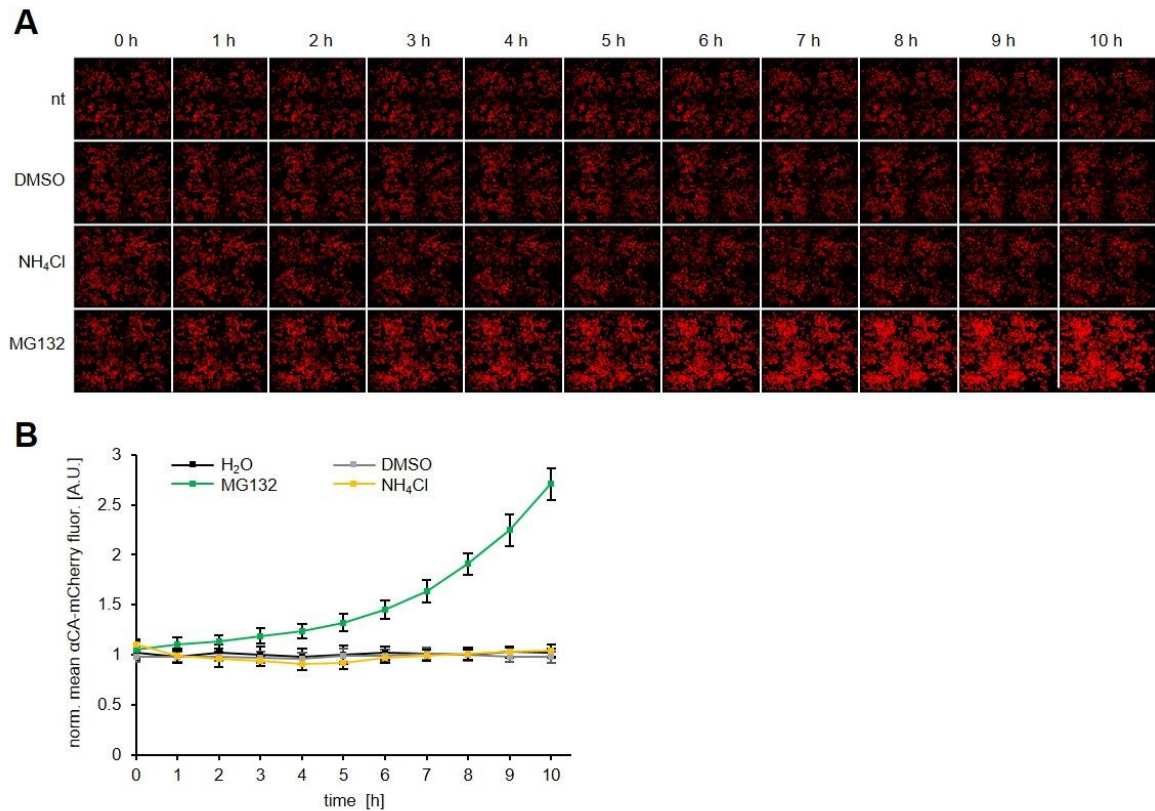 A
0 h 1 h 2 h 3 h 4 h 5 h 6 h 7 h 8 h 9 h 10 h
nt
DMSO
NH₄Cl
MG132
B
norm. mean αCA-mCherry fluor. [A.U.]
3
2.5
2
1.5
1
0.5
0
H₂O DMSO
MG132 NH₄Cl
0 1 2 3 4 5 6 7 8 9 10
time [h]